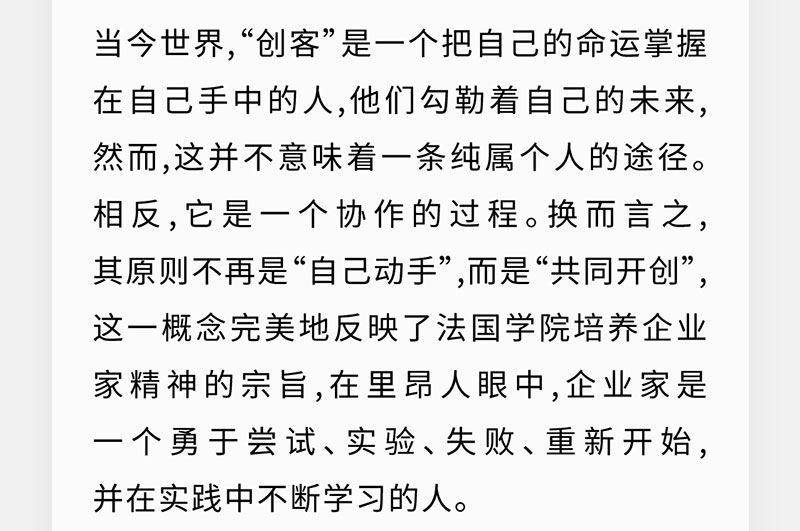 当今世界,“创客”是一个把自己的命运掌握
在自己手中的人,他们勾勒着自己的未来,
然而,这并不意味着一条纯属个人的途径。
相反,它是一个协作的过程。换而言之,
其原则不再是“自己动手”,而是“共同开创”,
这一概念完美地反映了法国学院培养企业
家精神的宗旨,在里昂人眼中,企业家是
一个勇于尝试、实验、失败、重新开始,
并在实践中不断学习的人。